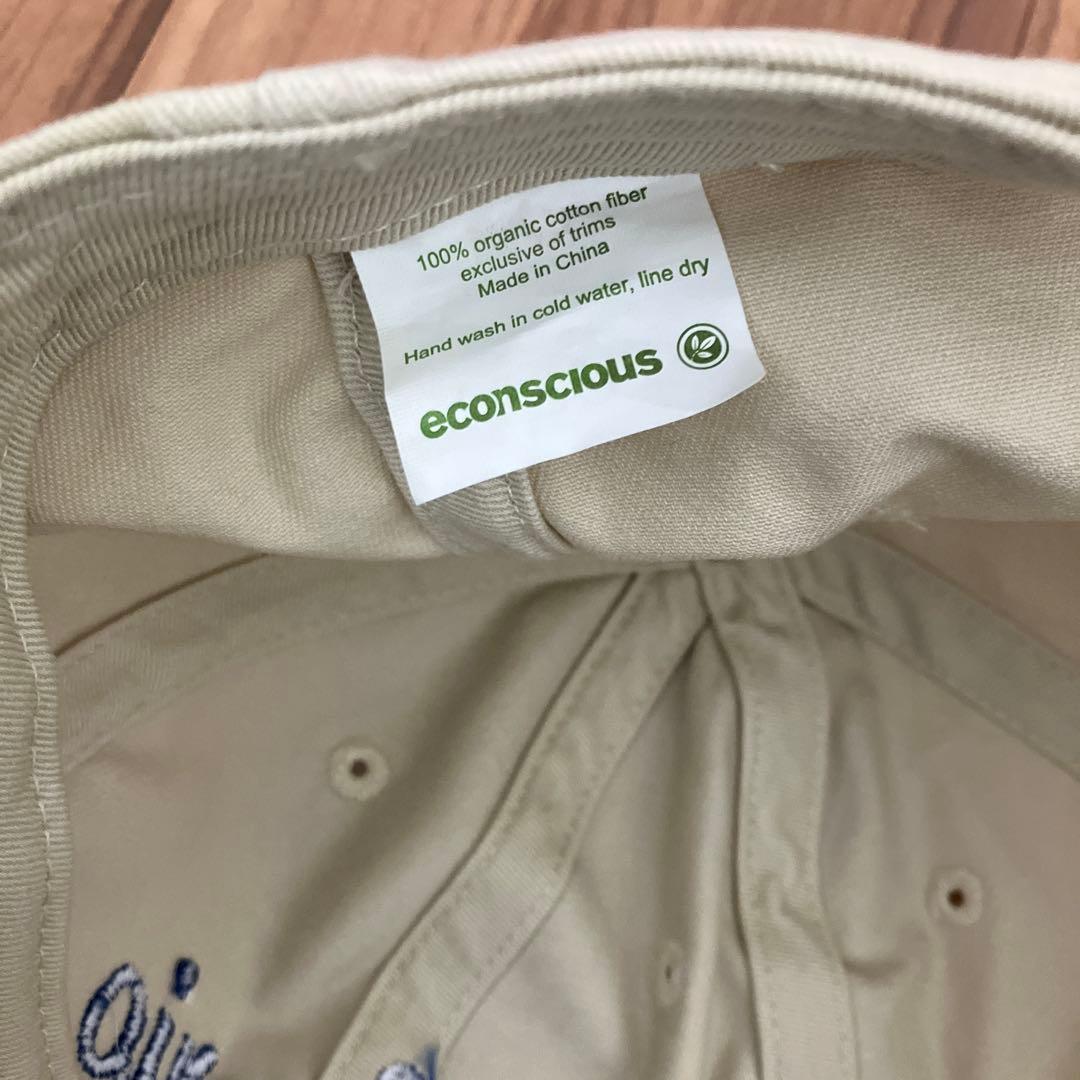 100% organic cotton fiber
exclusive of trims
Made in China
Hand wash in cold water, line dry
econscious